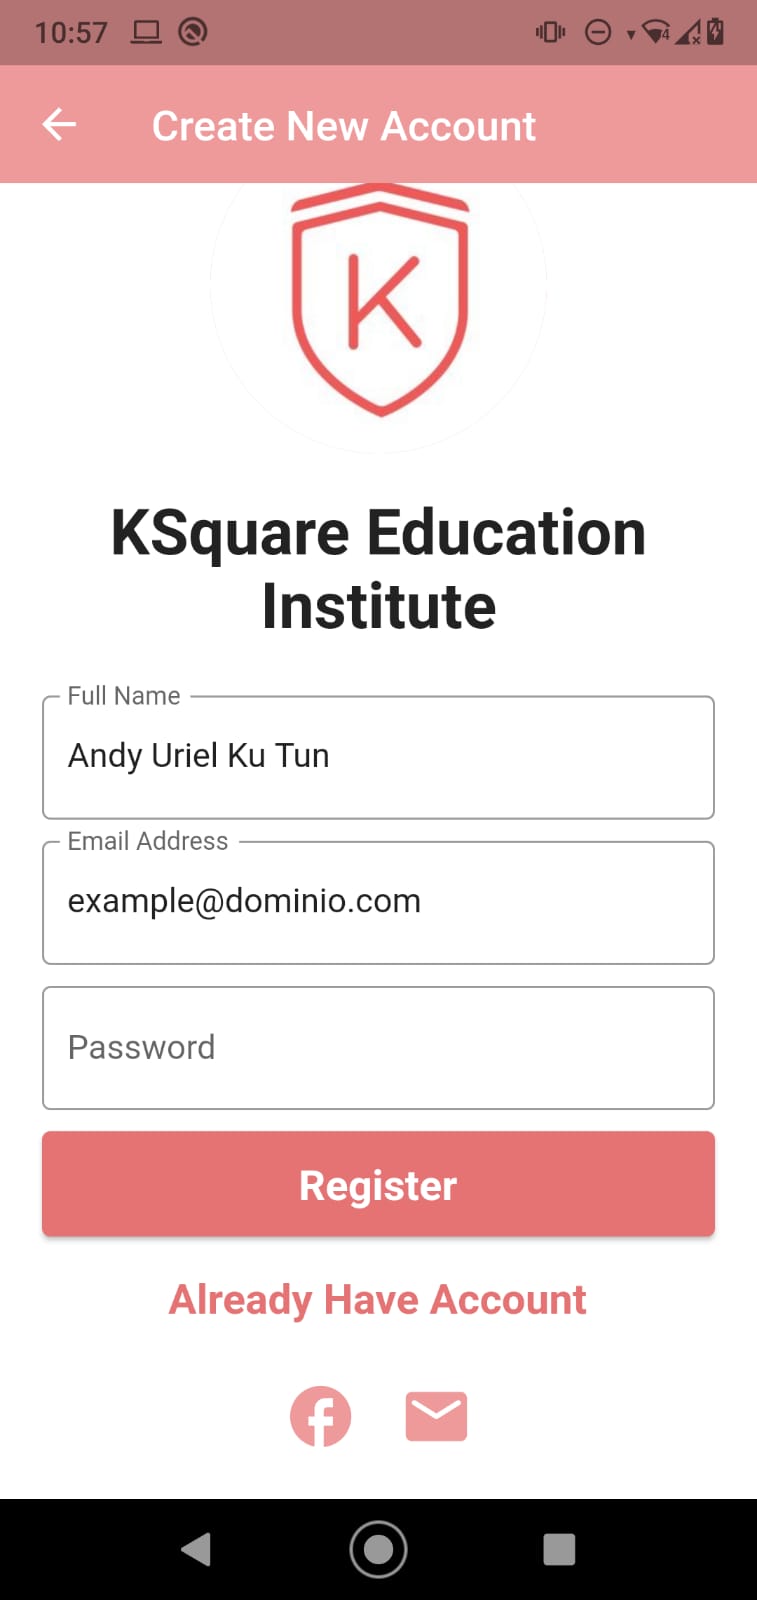 10:57
4
Create New Account
K
KSquare Education
Institute
Full Name
Andy Uriel Ku Tun
Email Address
example@dominio.com
Password
Register
Already Have Account